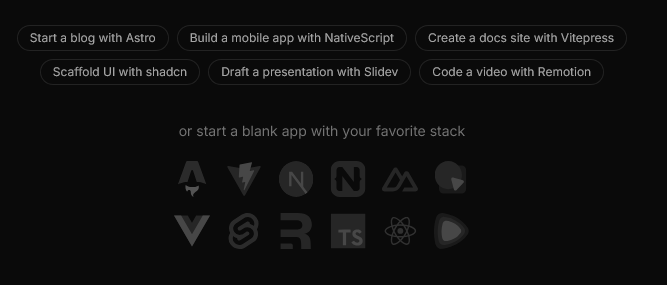 Start a blog with Astro Build a mobile app with NativeScript Create a docs site with Vitepress
Scaffold UI with shadcn Draft a presentation with Slidev Code a video with Remotion
or start a blank app with your favorite stack
N N
TS